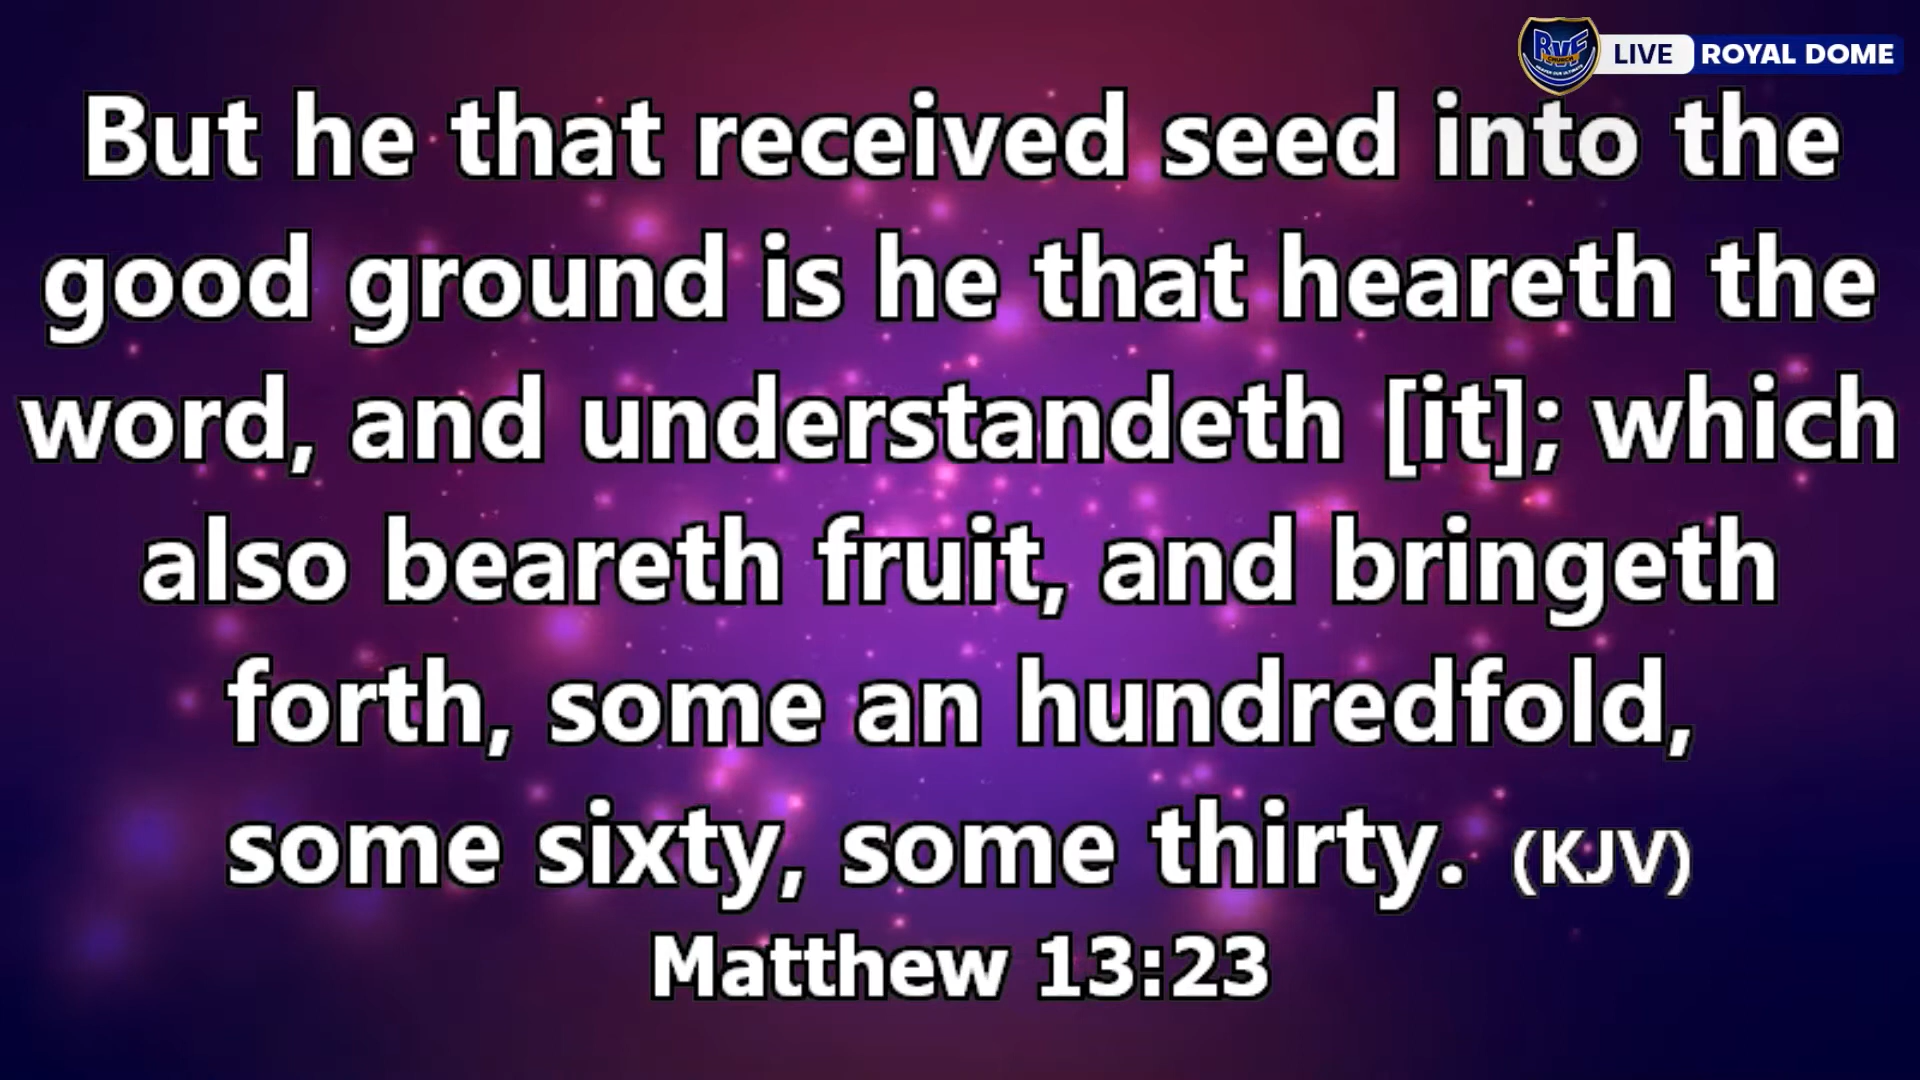 RVF
CHURCH
LIVE
ROYAL DOME
But he that received seed into the
good ground is he that heareth the
word, and understandeth [it]; which
also beareth fruit, and bringeth
forth, some an hundredfold,
some sixty, some thirty. (KJV)
Matthew 13:23